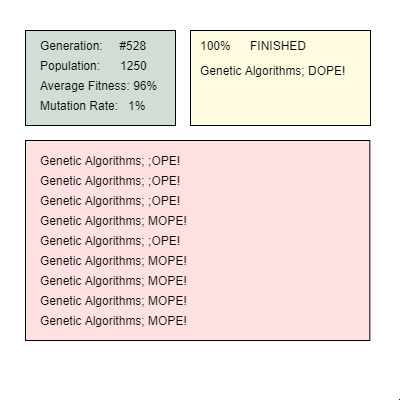 Generation: #528
Population: 1250
Average Fitness: 96%
Mutation Rate: 1%
100% FINISHED
Genetic Algorithms; DOPE!
Genetic Algorithms; ;OPE!
Genetic Algorithms; ;OPE!
Genetic Algorithms; ;OPE!
Genetic Algorithms; MOPE!
Genetic Algorithms; ;OPE!
Genetic Algorithms; MOPE!
Genetic Algorithms; MOPE!
Genetic Algorithms; MOPE!
Genetic Algorithms; MOPE!